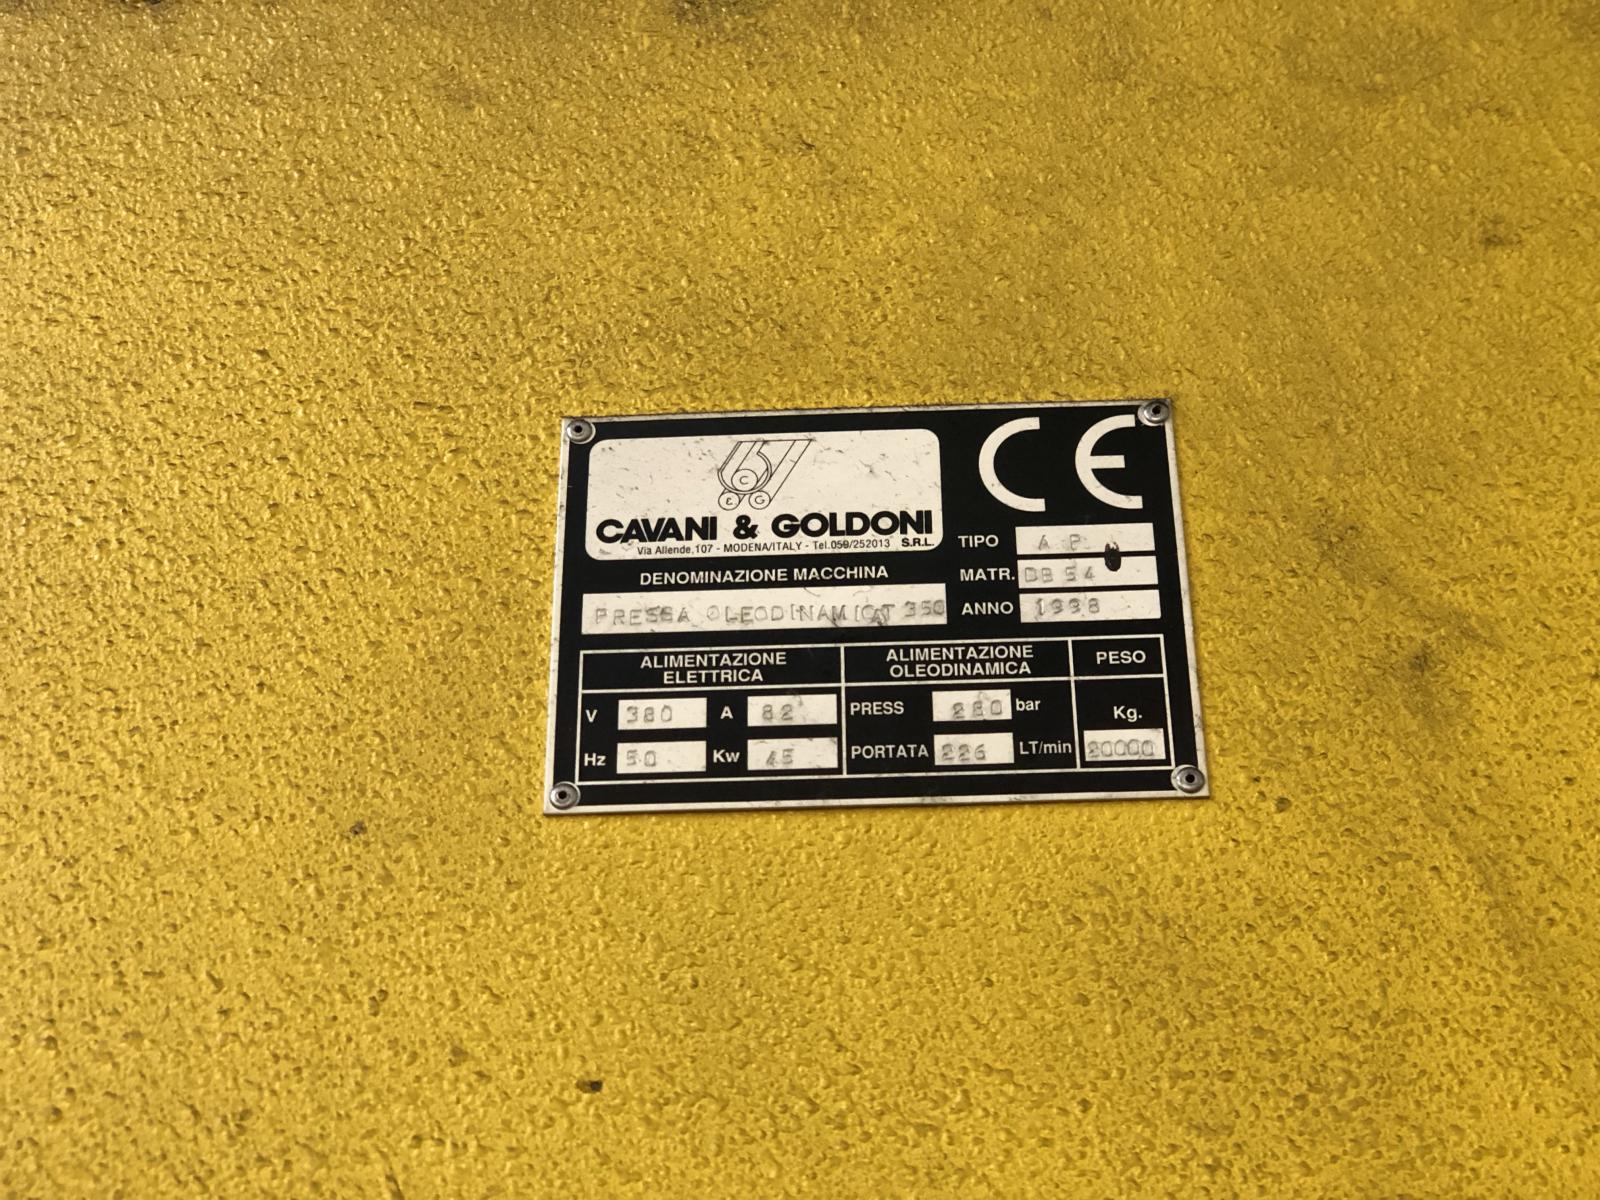 C
& G
CAVANI & GOLDONI
Via Allende,107 - MODENA/ITALY - Tel.059/252013 S.R.L.
CE
TIPO A P
MATR. DB 54
ANNO 1998
DENOMINAZIONE MACCHINA
PRESSA OLEODINAMICA T 350
ALIMENTAZIONE
ELETTRICA
V 380 A 82
Hz 50 Kw 45
ALIMENTAZIONE
OLEODINAMICA
PRESS 280 bar
PORTATA 226 LT/min
PESO
Kg.
20000